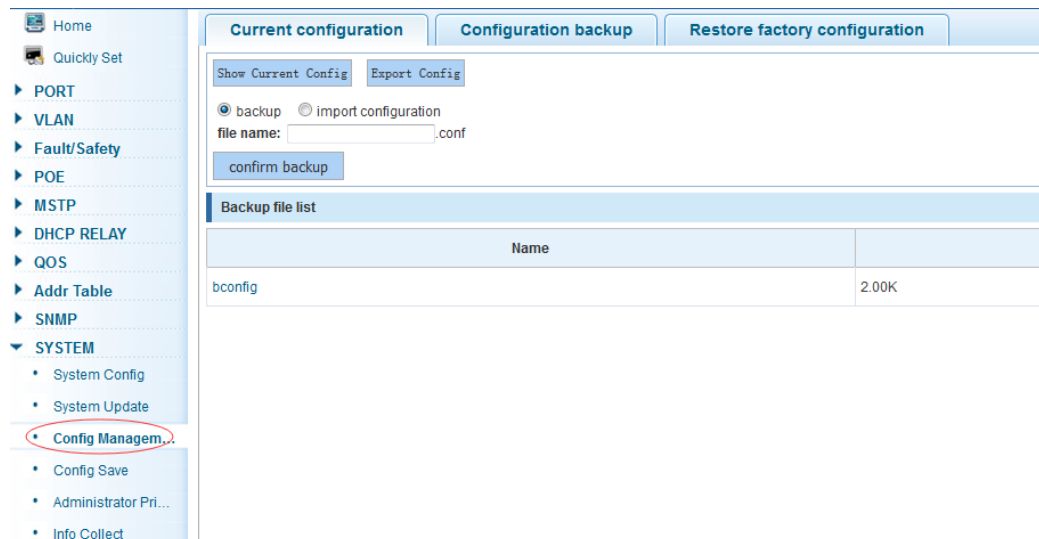 Home
Quickly Set
PORT
VLAN
Fault/Safety
POE
MSTP
DHCP RELAY
QOS
Addr Table
SNMP
SYSTEM
System Config
System Update
Config Managem...
Config Save
Administrator Pri...
Info Collect
Current configuration Configuration backup Restore factory configuration
Show Current Config Export Config
backup import configuration
file name: .conf
confirm backup
Backup file list
Name
bconfig 2.00K